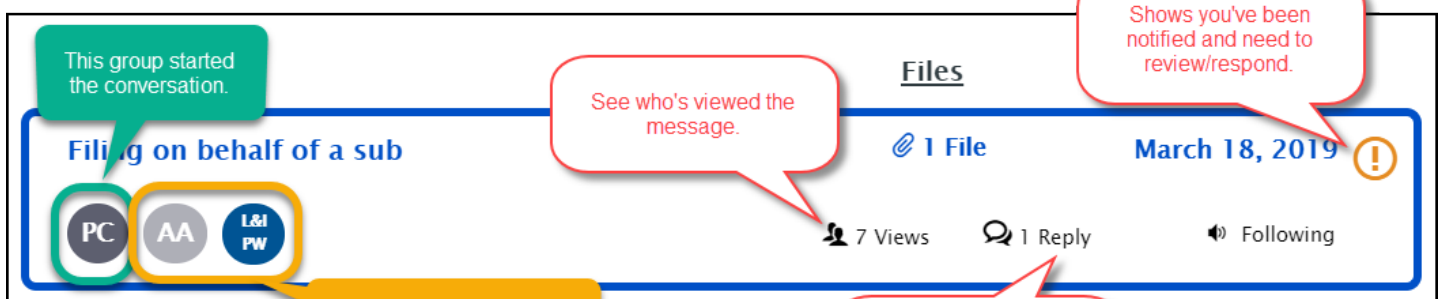 Shows you've been
notified and need to
review/respond.
This group started
the conversation.
Files
See who's viewed the
message.
Filing on behalf of a sub
1 File
March 18, 2019
PC
AA
L&I
PW
7 Views
1 Reply
Following